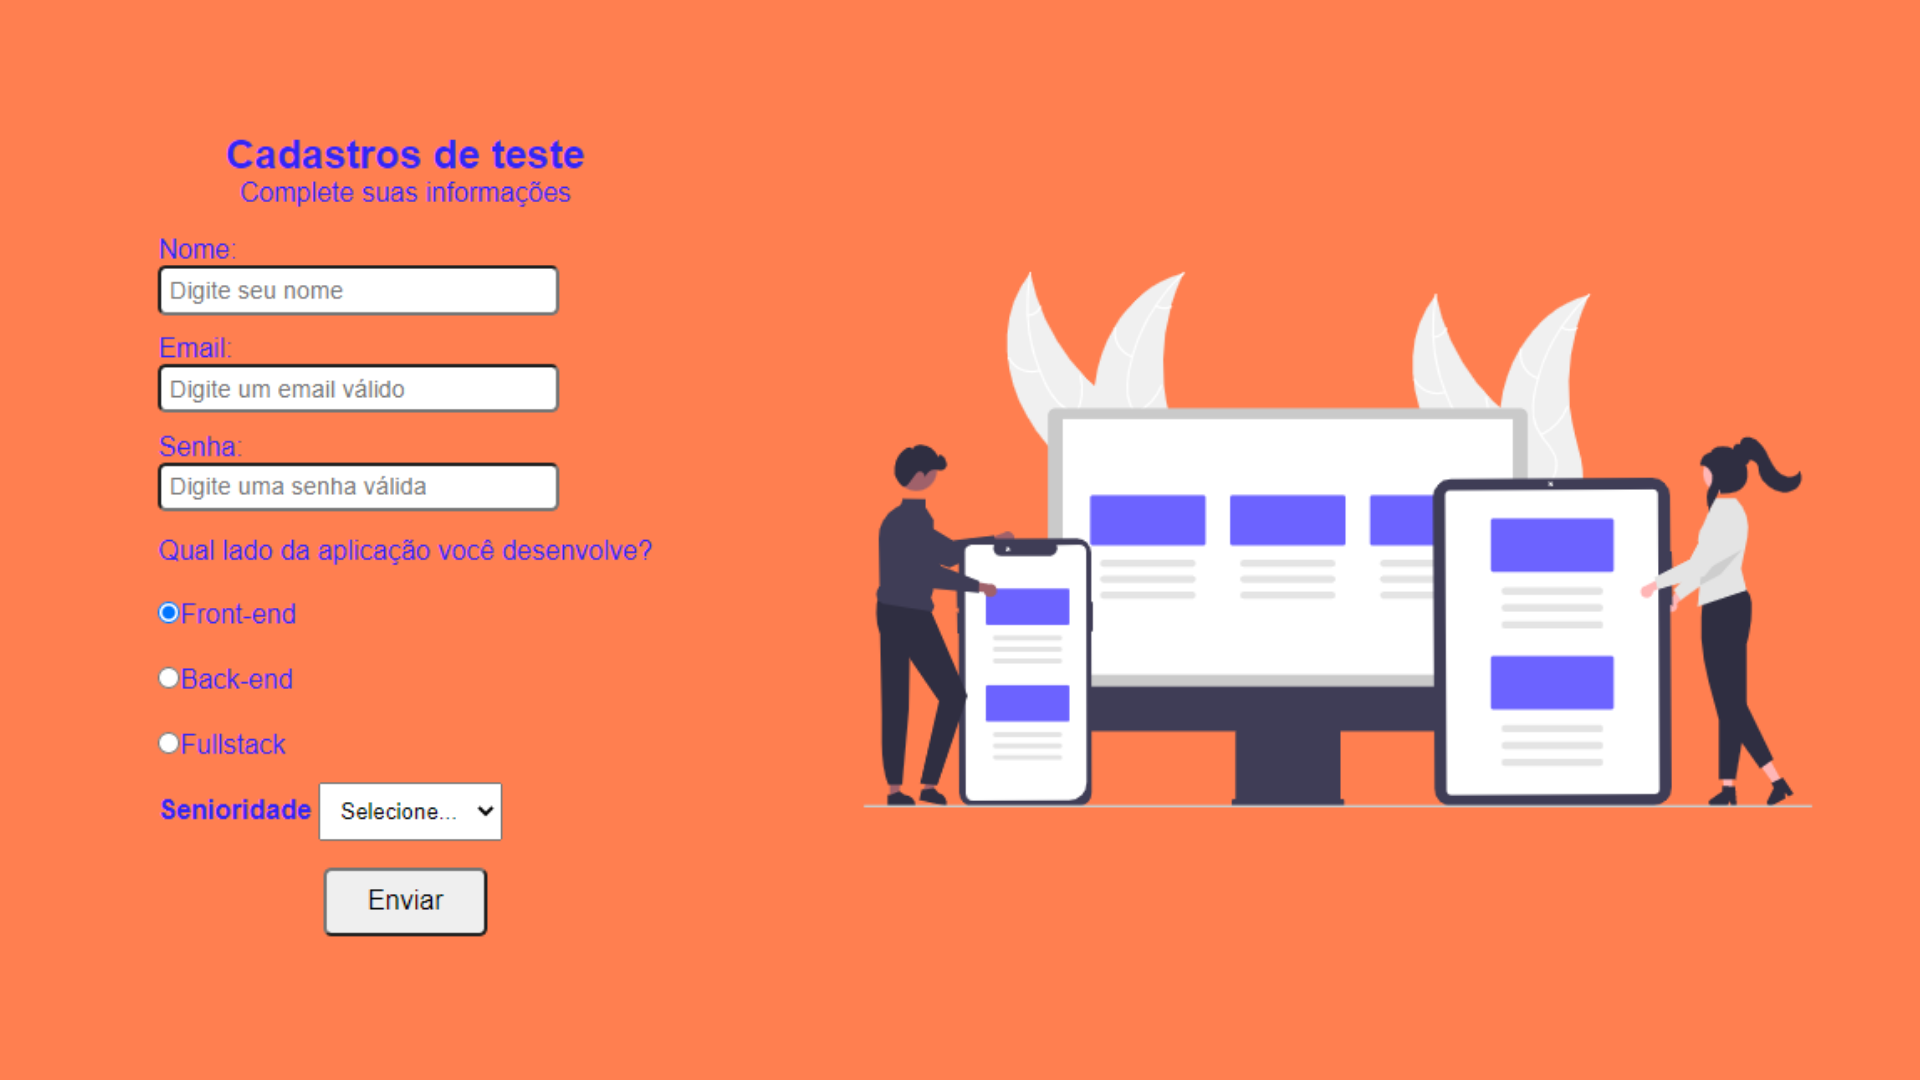 Cadastros de teste
Complete suas informações
Nome:
Digite seu nome
Email:
Digite um email válido
Senha:
Digite uma senha válida
Qual lado da aplicação você desenvolve?
Front-end
Back-end
Fullstack
Senioridade Selecione...
Enviar